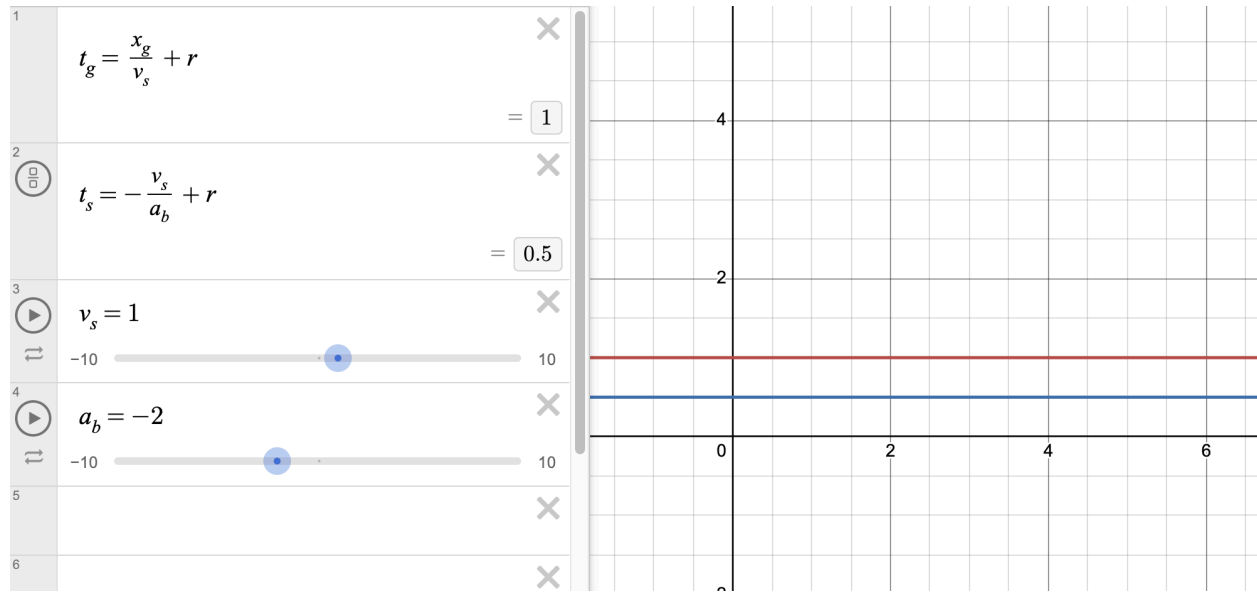 1
t_g = x_g / v_s + r
= 1
2
t_s = − v_s / a_b + r
= 0.5
3
v_s = 1
−10 10
4
a_b = −2
−10 10
5
6
4
2
0 2 4 6